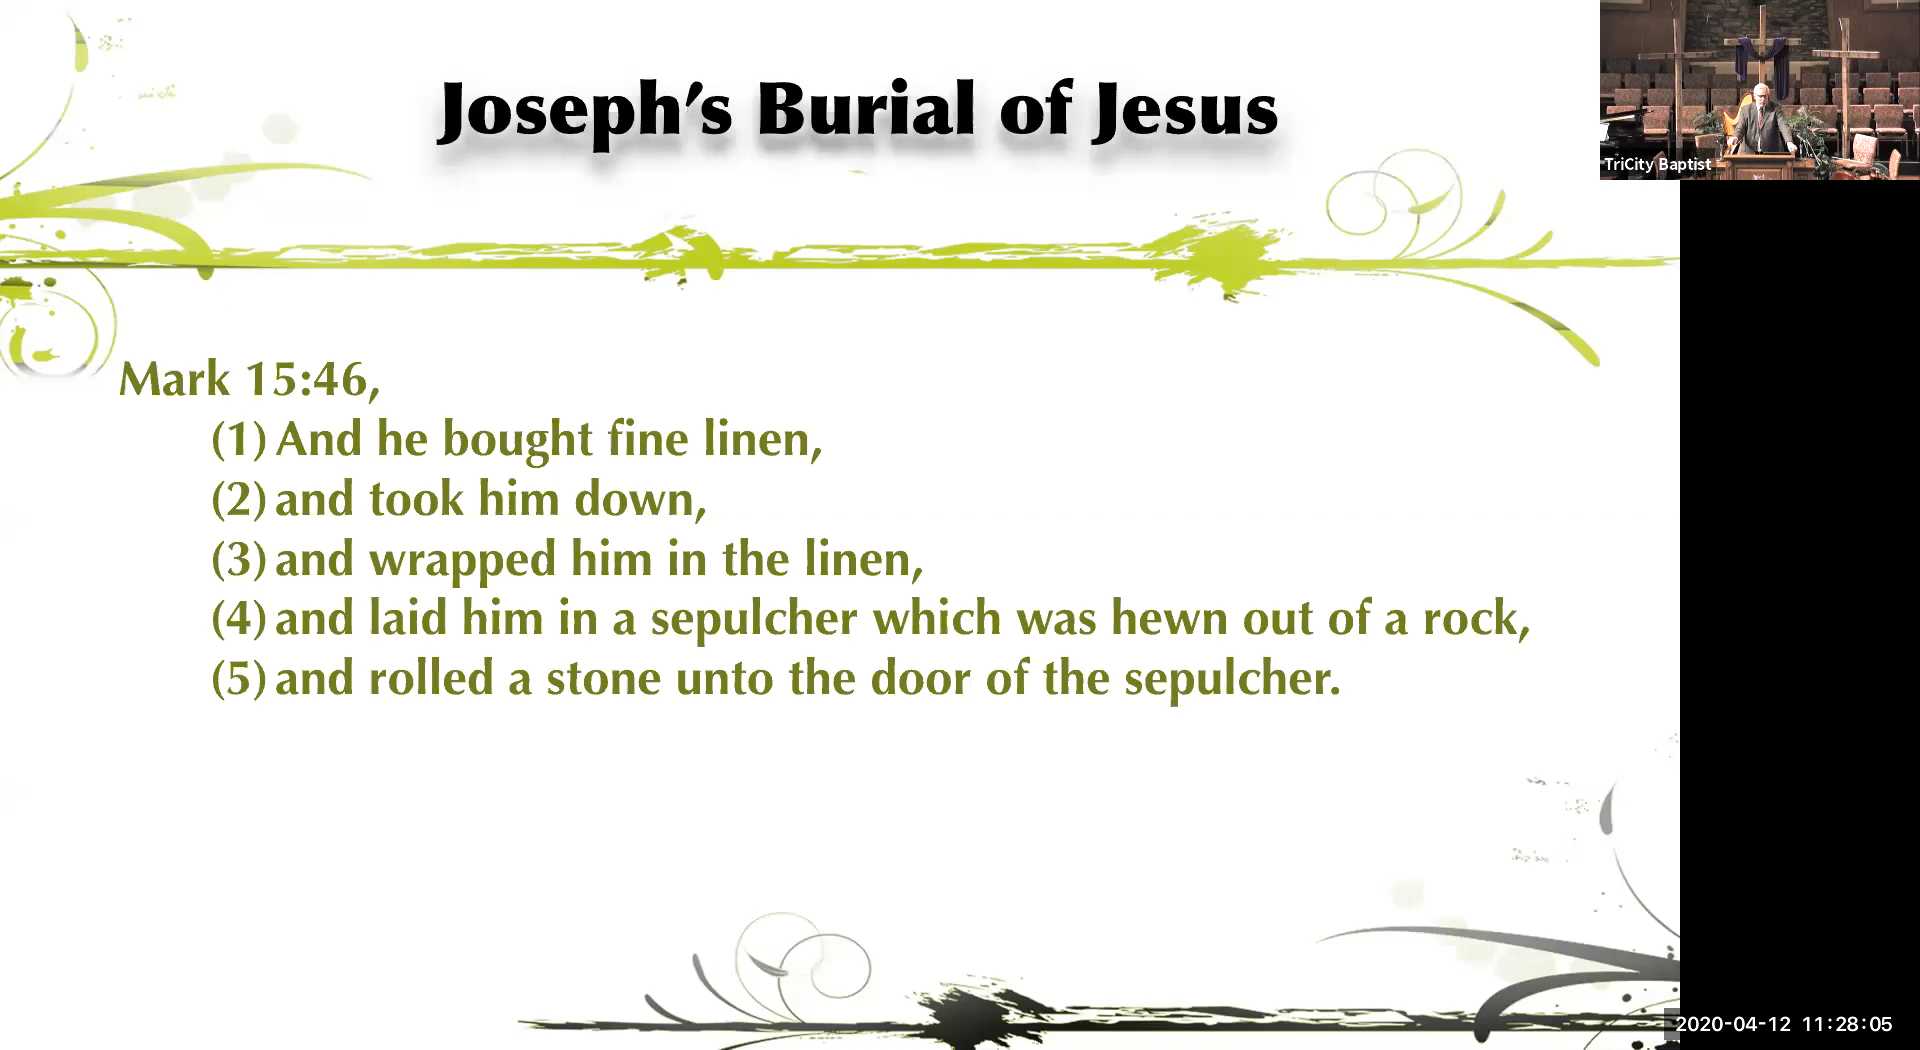 Joseph’s Burial of Jesus
TriCity Baptist
Mark 15:46,
(1) And he bought fine linen,
(2) and took him down,
(3) and wrapped him in the linen,
(4) and laid him in a sepulcher which was hewn out of a rock,
(5) and rolled a stone unto the door of the sepulcher.
2020-04-12 11:28:05